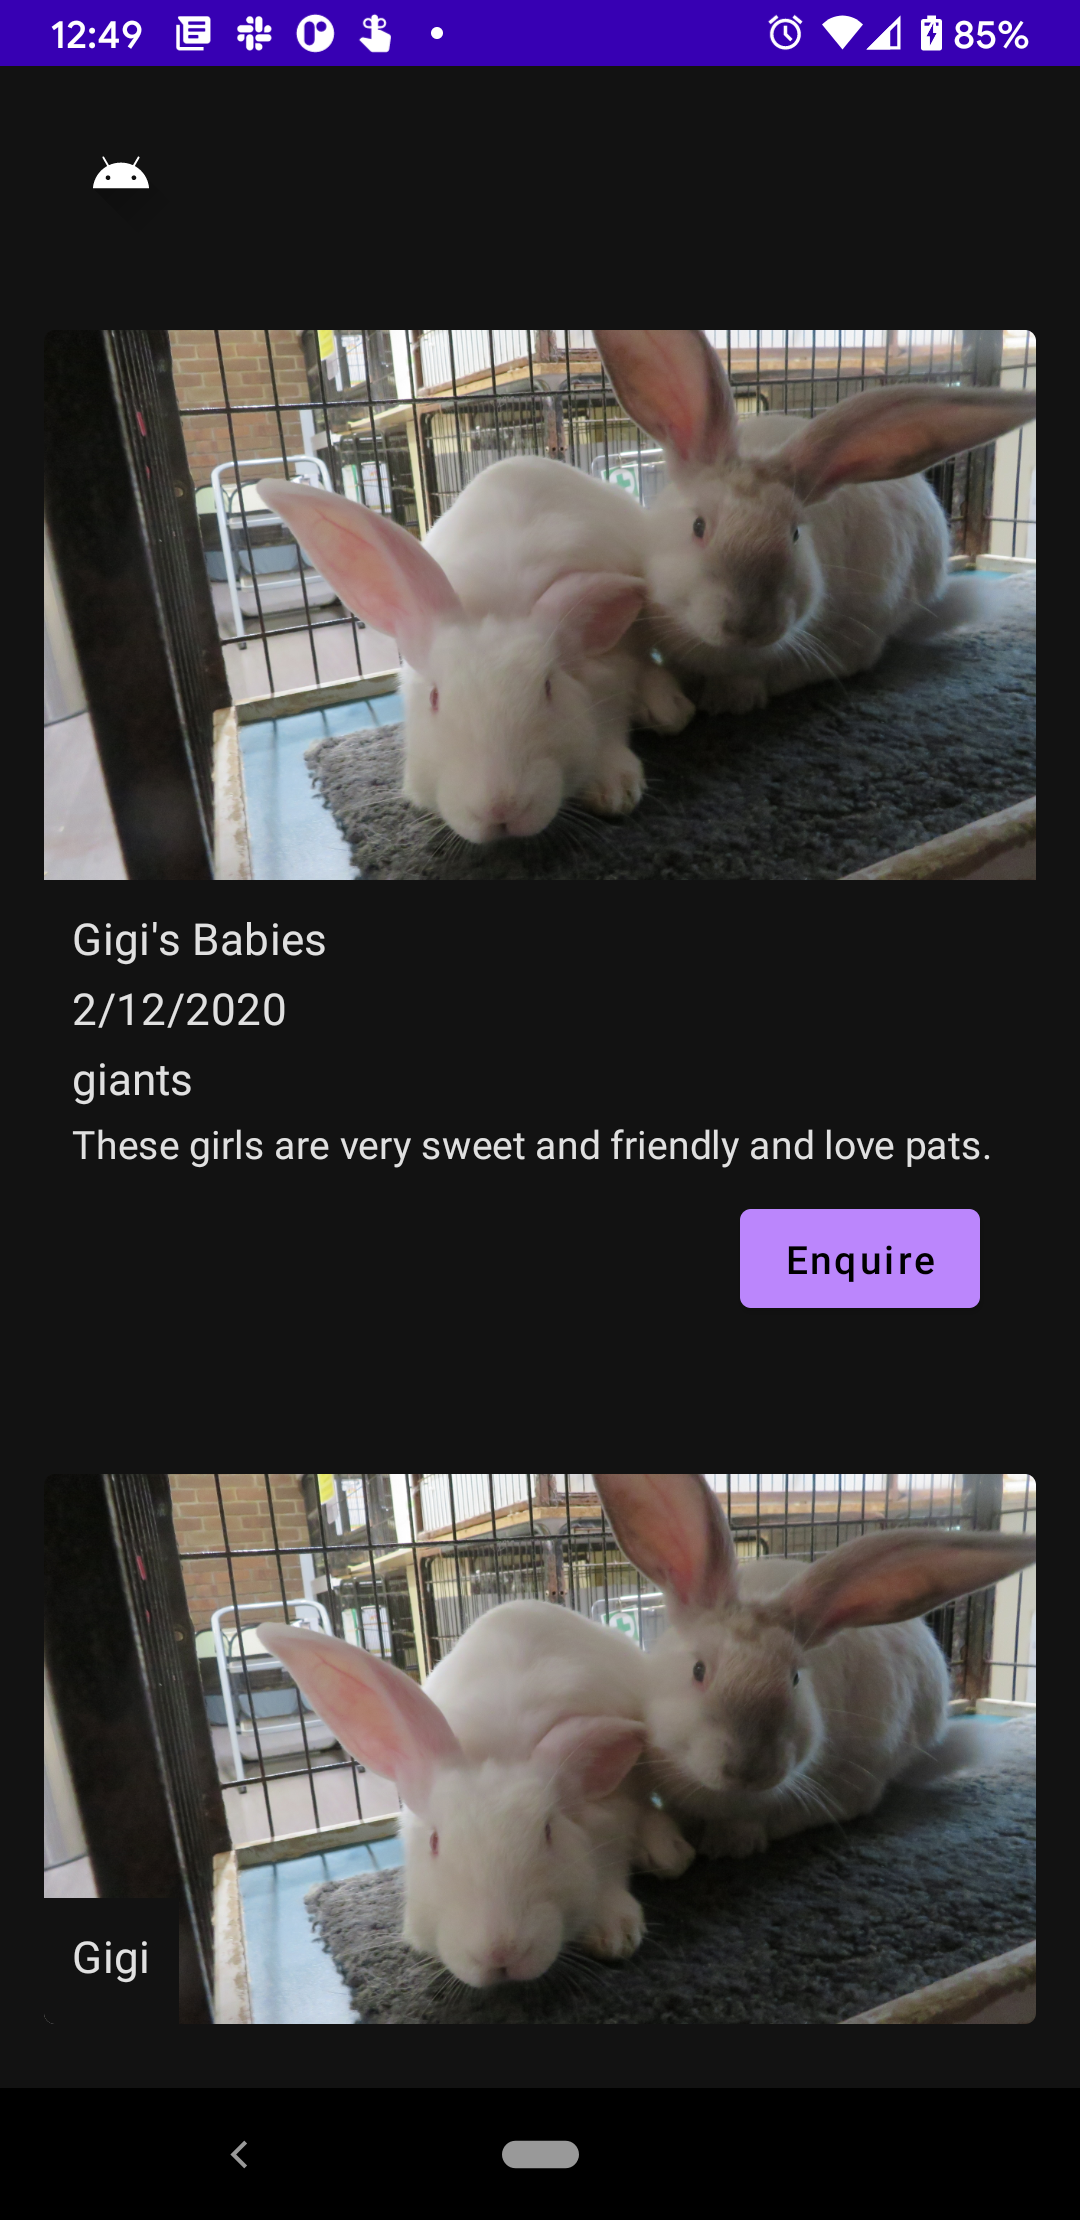 12:49
85%
Gigi's Babies
2/12/2020
giants
These girls are very sweet and friendly and love pats.
Enquire
Gigi